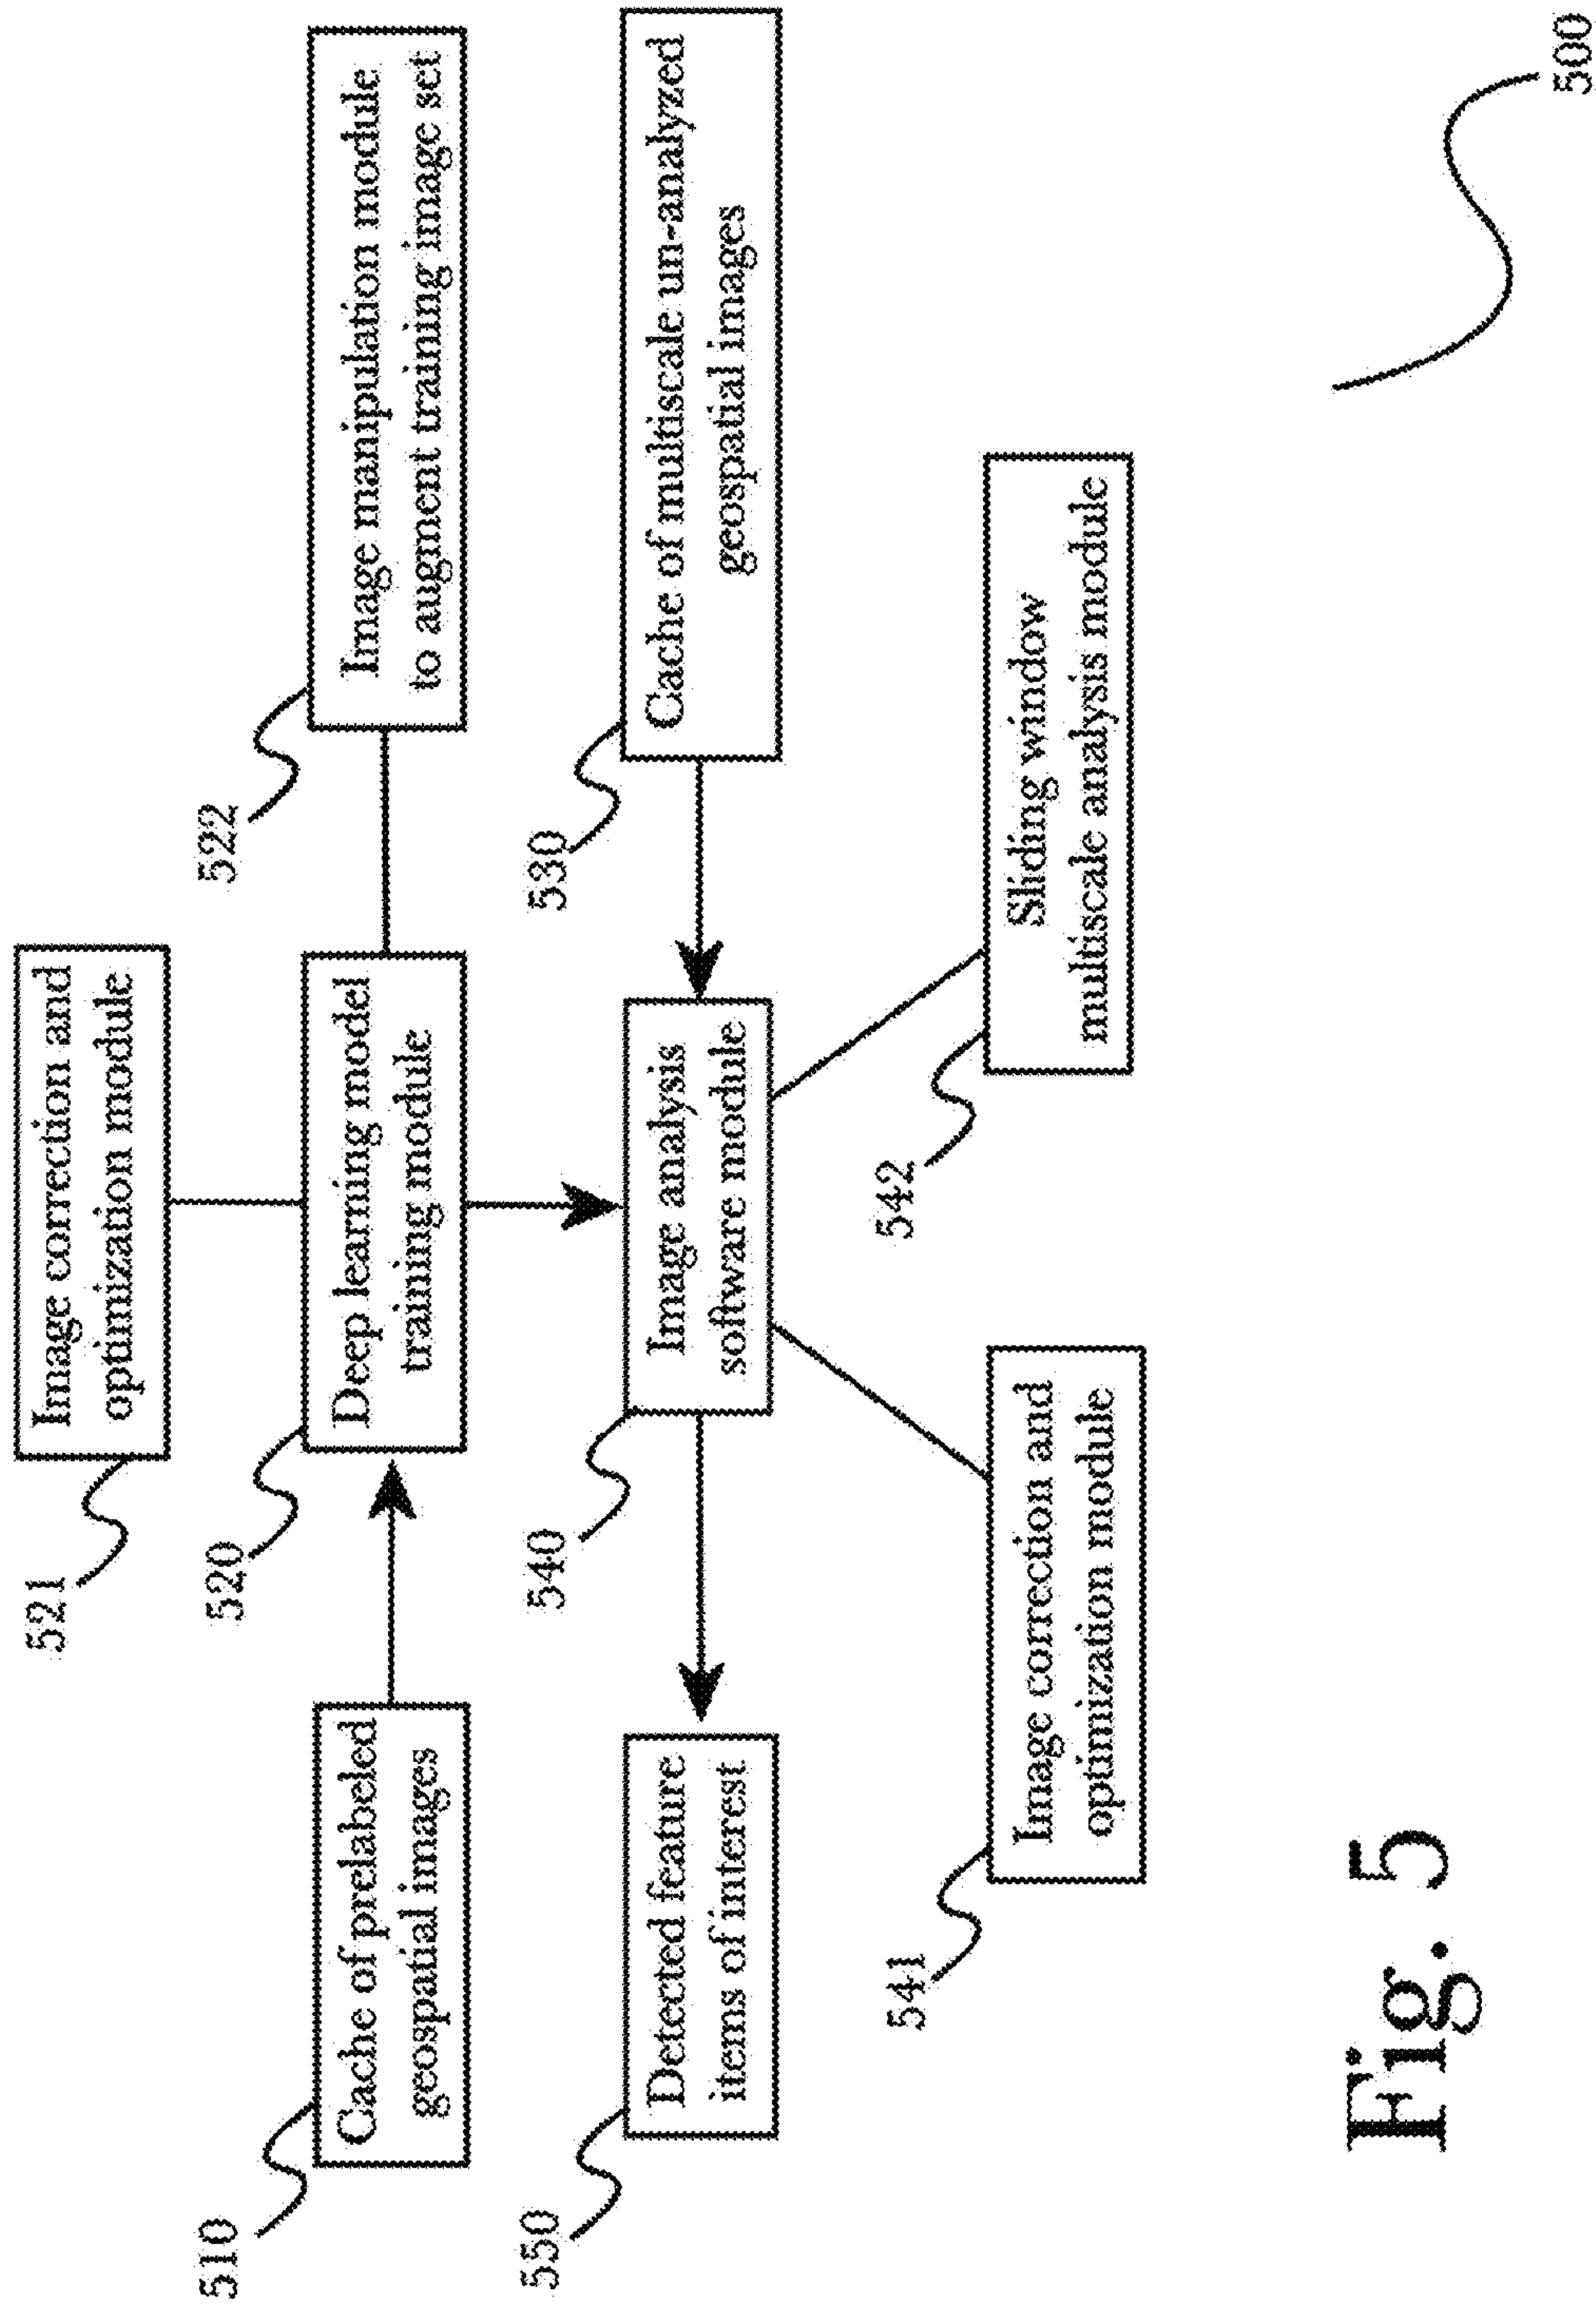 521
Image correction and
optimization module
510
Cache of prelabeled
geospatial images
520
Deep learning model
training module
522
Image manipulation module
to augment training image set
550
Detected feature
items of interest
540
Image analysis
software module
530
Cache of multiscale un-analyzed
geospatial images
541
Image correction and
optimization module
542
Sliding window
multiscale analysis module
Fig. 5
500